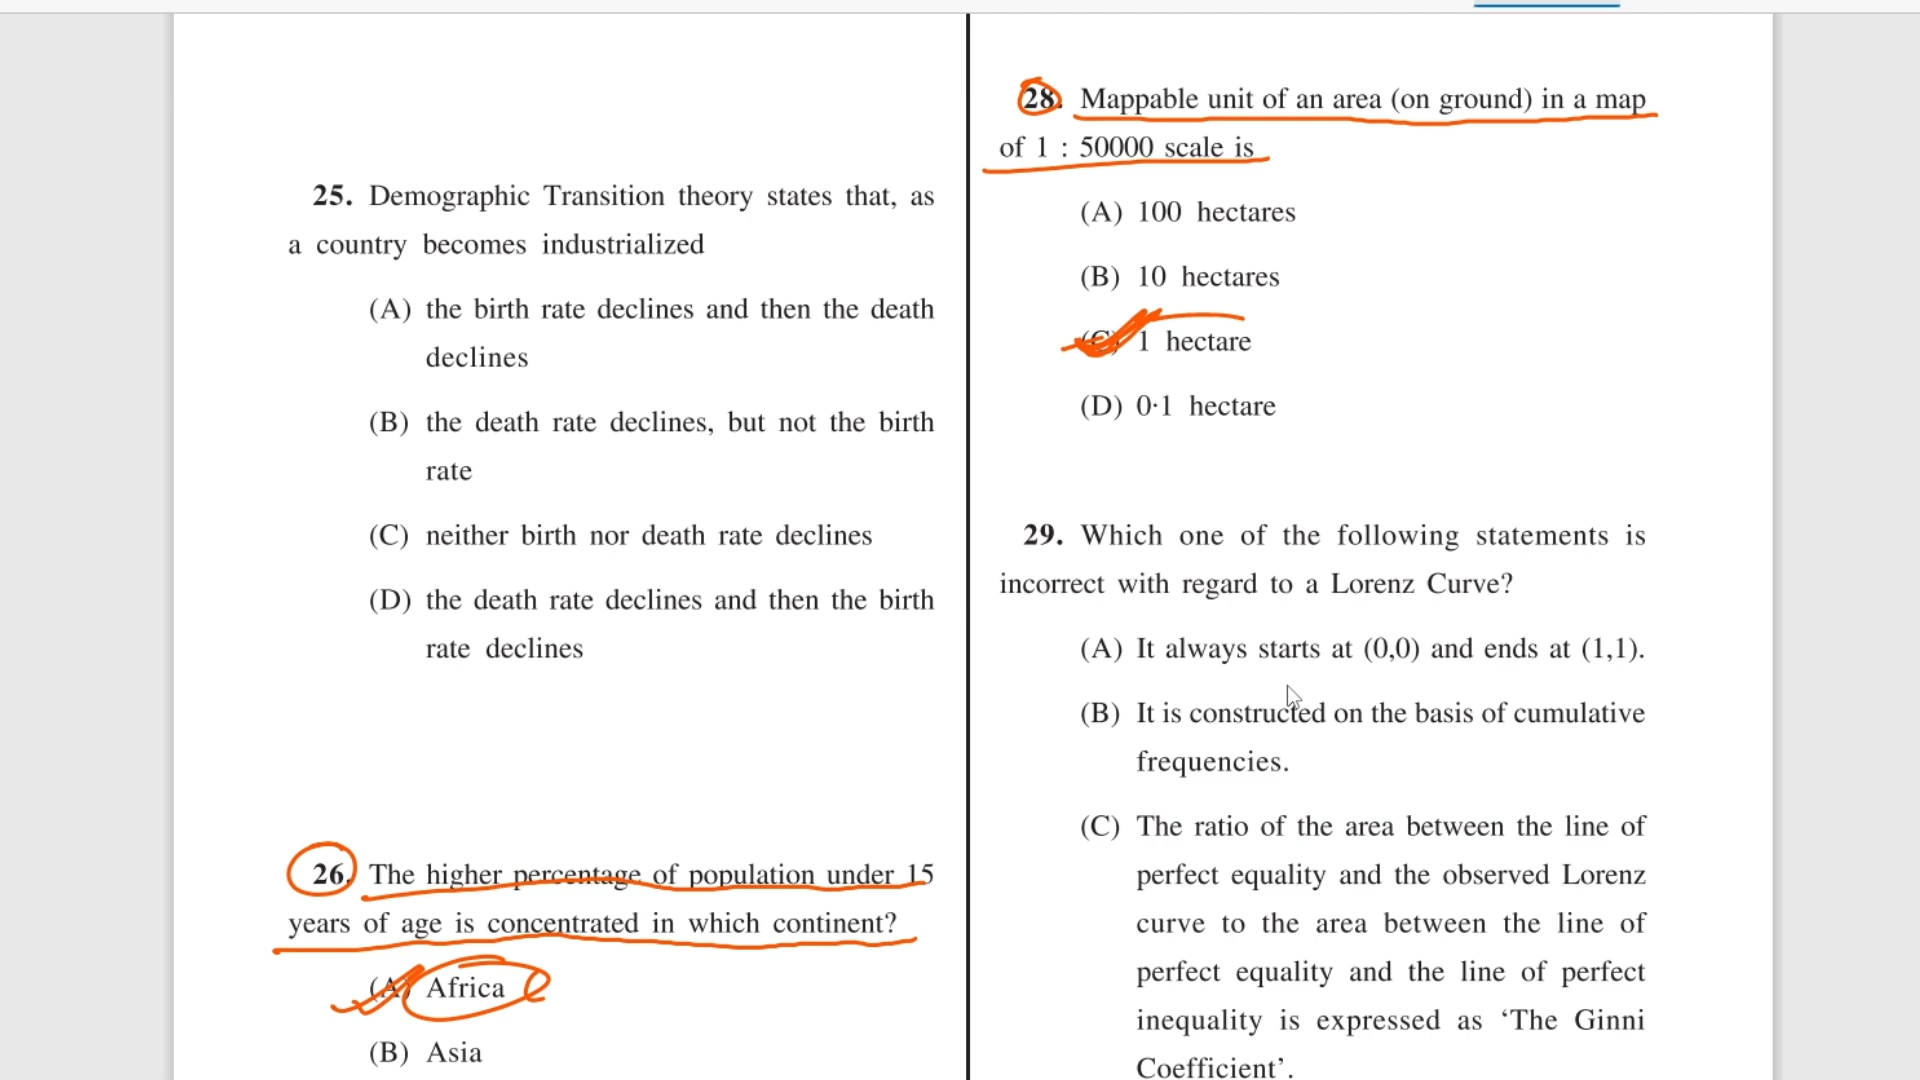 25. Demographic Transition theory states that, as
a country becomes industrialized
(A) the birth rate declines and then the death
declines
(B) the death rate declines, but not the birth
rate
(C) neither birth nor death rate declines
(D) the death rate declines and then the birth
rate declines
26. The higher percentage of population under 15
years of age is concentrated in which continent?
(A) Africa
(B) Asia
28. Mappable unit of an area (on ground) in a map
of 1 : 50000 scale is
(A) 100 hectares
(B) 10 hectares
(C) 1 hectare
(D) 0·1 hectare
29. Which one of the following statements is
incorrect with regard to a Lorenz Curve?
(A) It always starts at (0,0) and ends at (1,1).
(B) It is constructed on the basis of cumulative
frequencies.
(C) The ratio of the area between the line of
perfect equality and the observed Lorenz
curve to the area between the line of
perfect equality and the line of perfect
inequality is expressed as ‘The Ginni
Coefficient’.